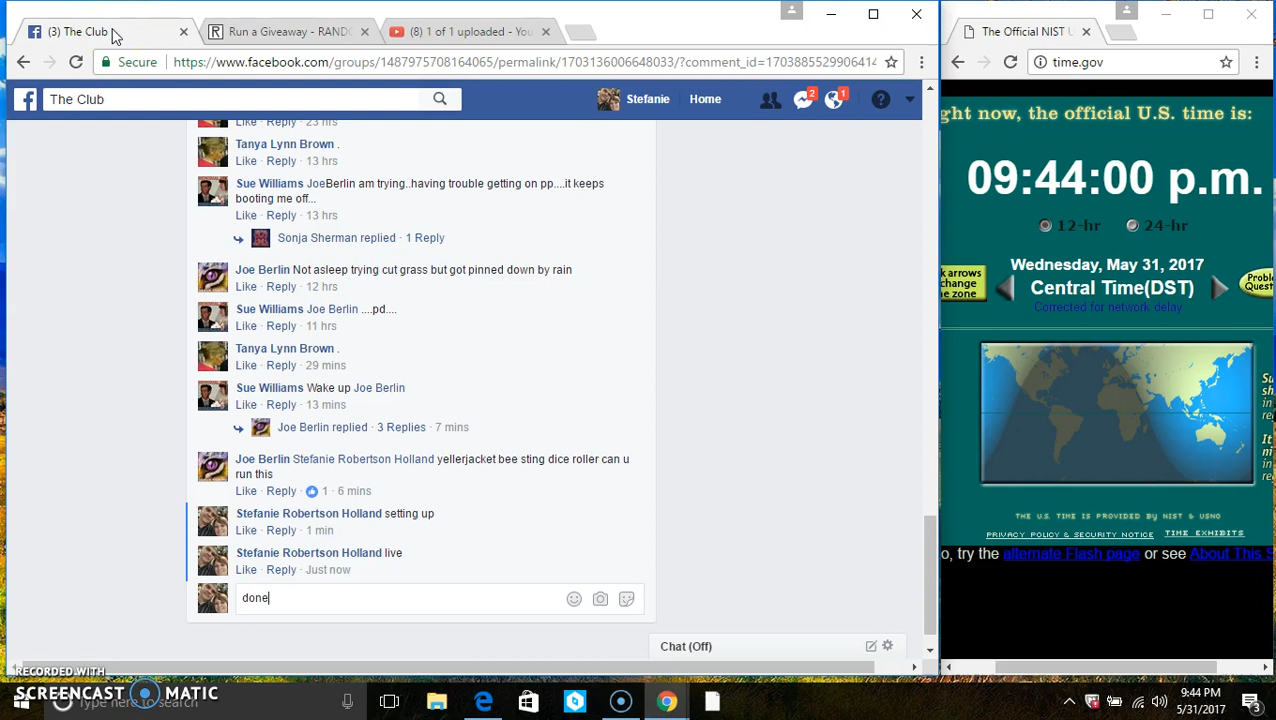 (3) The Club
Run a Giveaway - RANDO
(8) 1 of 1 uploaded - You
The Official NIST U
Secure
https://www.facebook.com/groups/1487975708164065/permalink/1703136006648033/?comment_id=1703885529906414
time.gov
The Club
Stefanie
Home
2
1
Like · Reply · 23 hrs
Tanya Lynn Brown .
Like · Reply · 13 hrs
Sue Williams JoeBerlin am trying..having trouble getting on pp....it keeps
booting me off...
Like · Reply · 13 hrs
Sonja Sherman replied · 1 Reply
Joe Berlin Not asleep trying cut grass but got pinned down by rain
Like · Reply · 12 hrs
Sue Williams Joe Berlin ....pd....
Like · Reply · 11 hrs
Tanya Lynn Brown .
Like · Reply · 29 mins
Sue Williams Wake up Joe Berlin
Like · Reply · 13 mins
Joe Berlin replied · 3 Replies · 7 mins
Joe Berlin Stefanie Robertson Holland yellerjacket bee sting dice roller can u
run this
Like · Reply · 1 · 6 mins
Stefanie Robertson Holland setting up
Like · Reply · 1 min
Stefanie Robertson Holland live
Like · Reply · Just now
done
Chat (Off)
ght now, the official U.S. time is:
09:44:00 p.m.
12-hr
24-hr
Wednesday, May 31, 2017
k arrows
change
e zone
Central Time(DST)
Proble
Quest
Corrected for network delay
THE U.S. TIME IS PROVIDED BY NIST & USNO
PRIVACY POLICY & SECURITY NOTICE
TIME EXHIBITS
o, try the alternate Flash page or see About This S
RECORDED WITH
SCREENCAST MATIC
Type here to search
9:44 PM
5/31/2017
3